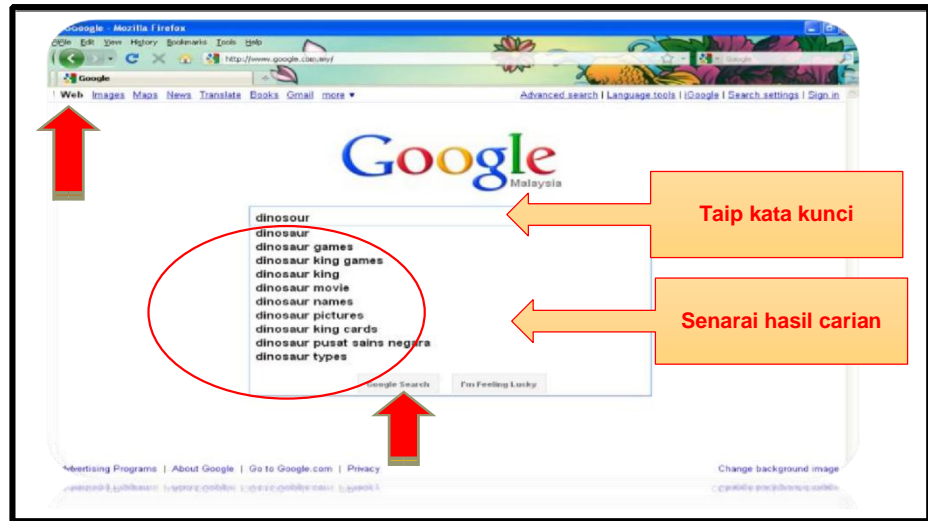 Google - Mozilla Firefox
File Edit View History Bookmarks Tools Help
http://www.google.com.my/
Google
Google
Web Images Maps News Translate Books Gmail more ▼
Advanced search | Language tools | iGoogle | Search settings | Sign in
Google
Malaysia
dinosour
dinosaur
dinosaur games
dinosaur king games
dinosaur king
dinosaur movie
dinosaur names
dinosaur pictures
dinosaur king cards
dinosaur pusat sains negara
dinosaur types
Google Search
I'm Feeling Lucky
Taip kata kunci
Senarai hasil carian
Advertising Programs | About Google | Go to Google.com | Privacy
Change background image